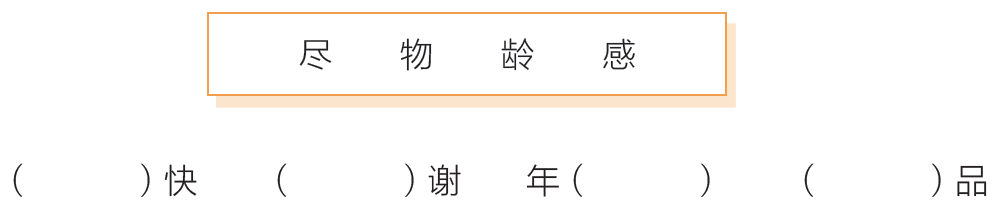 尽 物 龄 感
（ ）快 （ ）谢 年（ ） （ ）品